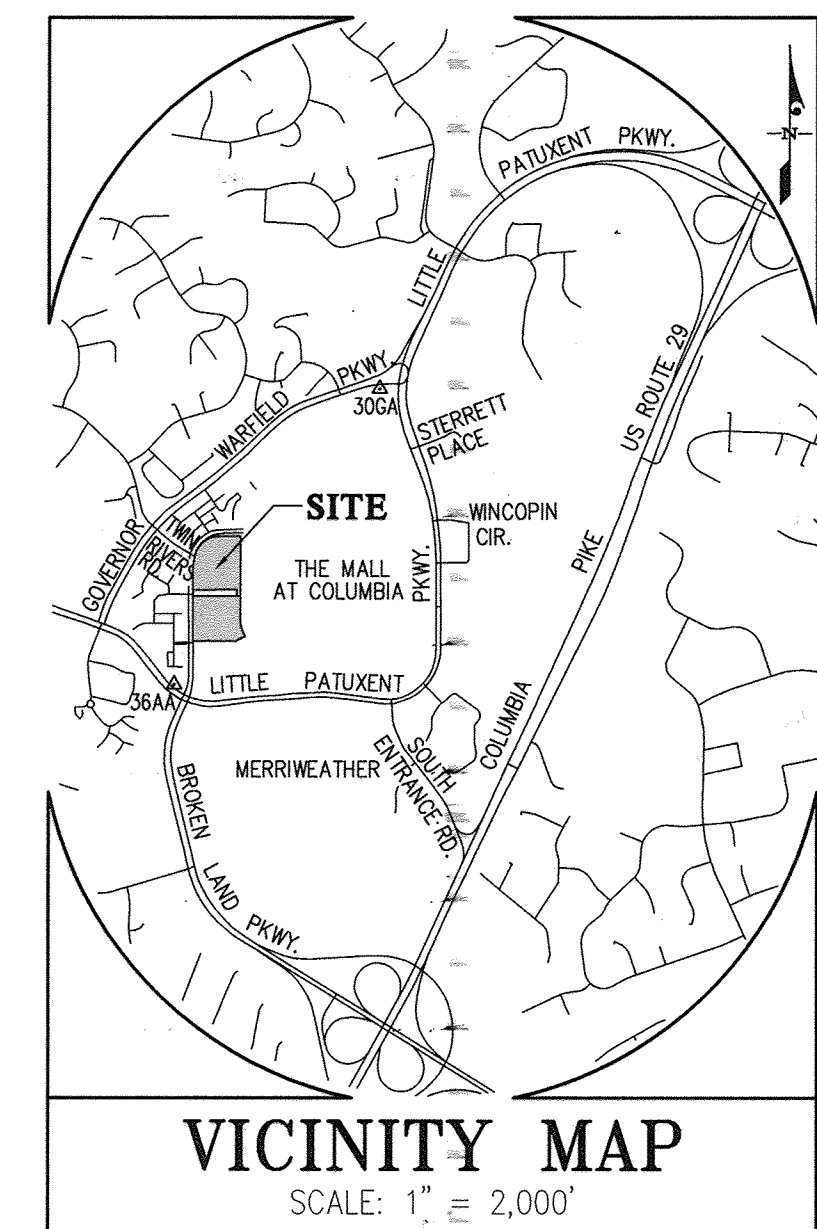 PATUXENT PKWY.
N
LITTLE
US ROUTE 29
WARFIELD PKWY.
30GA
STERRETT
PLACE
SITE
WINCOPIN
CIR.
GOVERNOR
TWIN
RIVERS
RD.
THE MALL
AT COLUMBIA
PKWY.
PIKE
36AA
LITTLE PATUXENT
COLUMBIA
SOUTH
ENTRANCE RD.
MERRIWEATHER
BROKEN
LAND
PKWY.
VICINITY MAP
SCALE: 1" = 2,000'